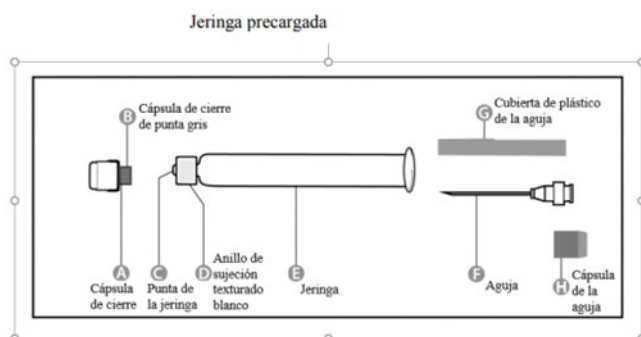 Jeringa precargada
B Cápsula de cierre
de punta gris
G Cubierta de plástico
de la aguja
A
Cápsula
de cierre
C
Punta de
la jeringa
D Anillo de
sujeción
texturado
blanco
E
Jeringa
F
Aguja
H Cápsula
de la
aguja